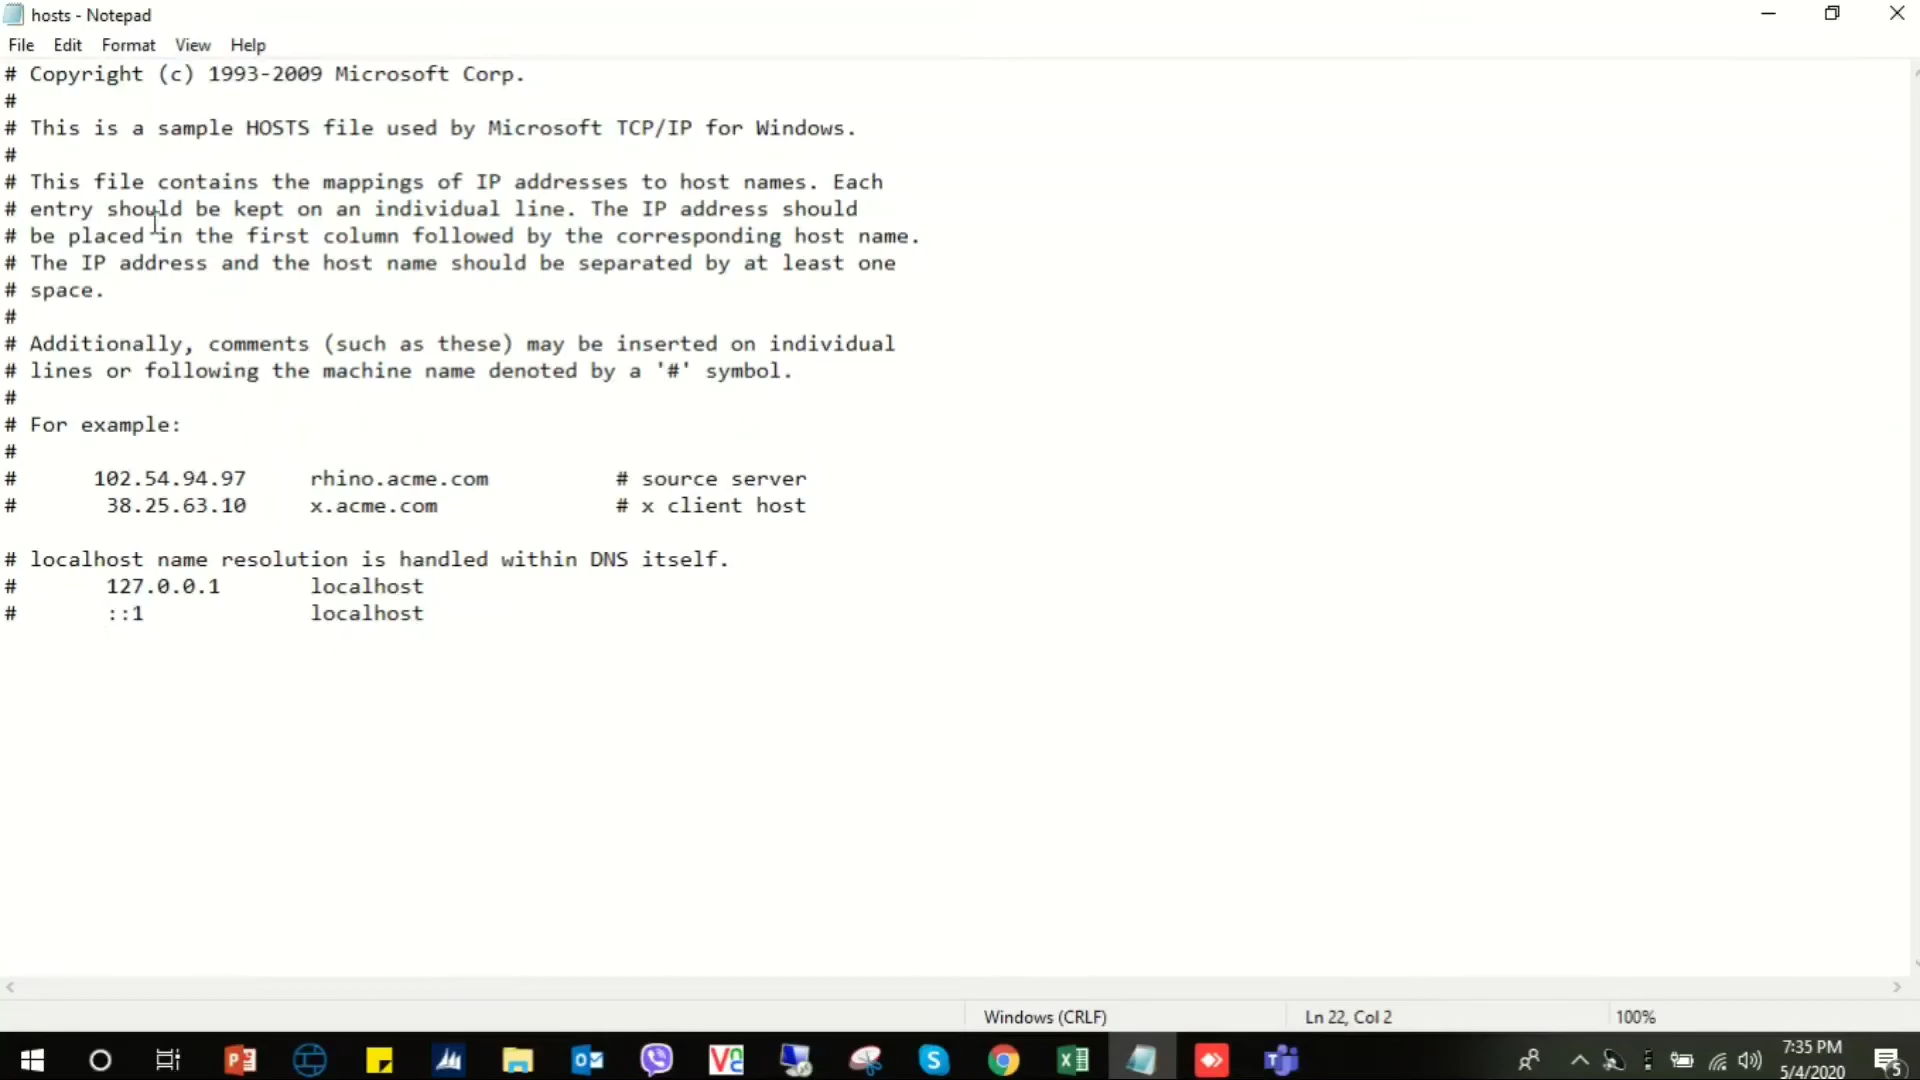 hosts - Notepad
File Edit Format View Help
# Copyright (c) 1993-2009 Microsoft Corp.
#
# This is a sample HOSTS file used by Microsoft TCP/IP for Windows.
#
# This file contains the mappings of IP addresses to host names. Each
# entry should be kept on an individual line. The IP address should
# be placed in the first column followed by the corresponding host name.
# The IP address and the host name should be separated by at least one
# space.
#
# Additionally, comments (such as these) may be inserted on individual
# lines or following the machine name denoted by a '#' symbol.
#
# For example:
#
#      102.54.94.97     rhino.acme.com          # source server
#       38.25.63.10     x.acme.com              # x client host

# localhost name resolution is handled within DNS itself.
#       127.0.0.1       localhost
#       ::1             localhost
Windows (CRLF) Ln 22, Col 2 100%
7:35 PM
5/4/2020
5